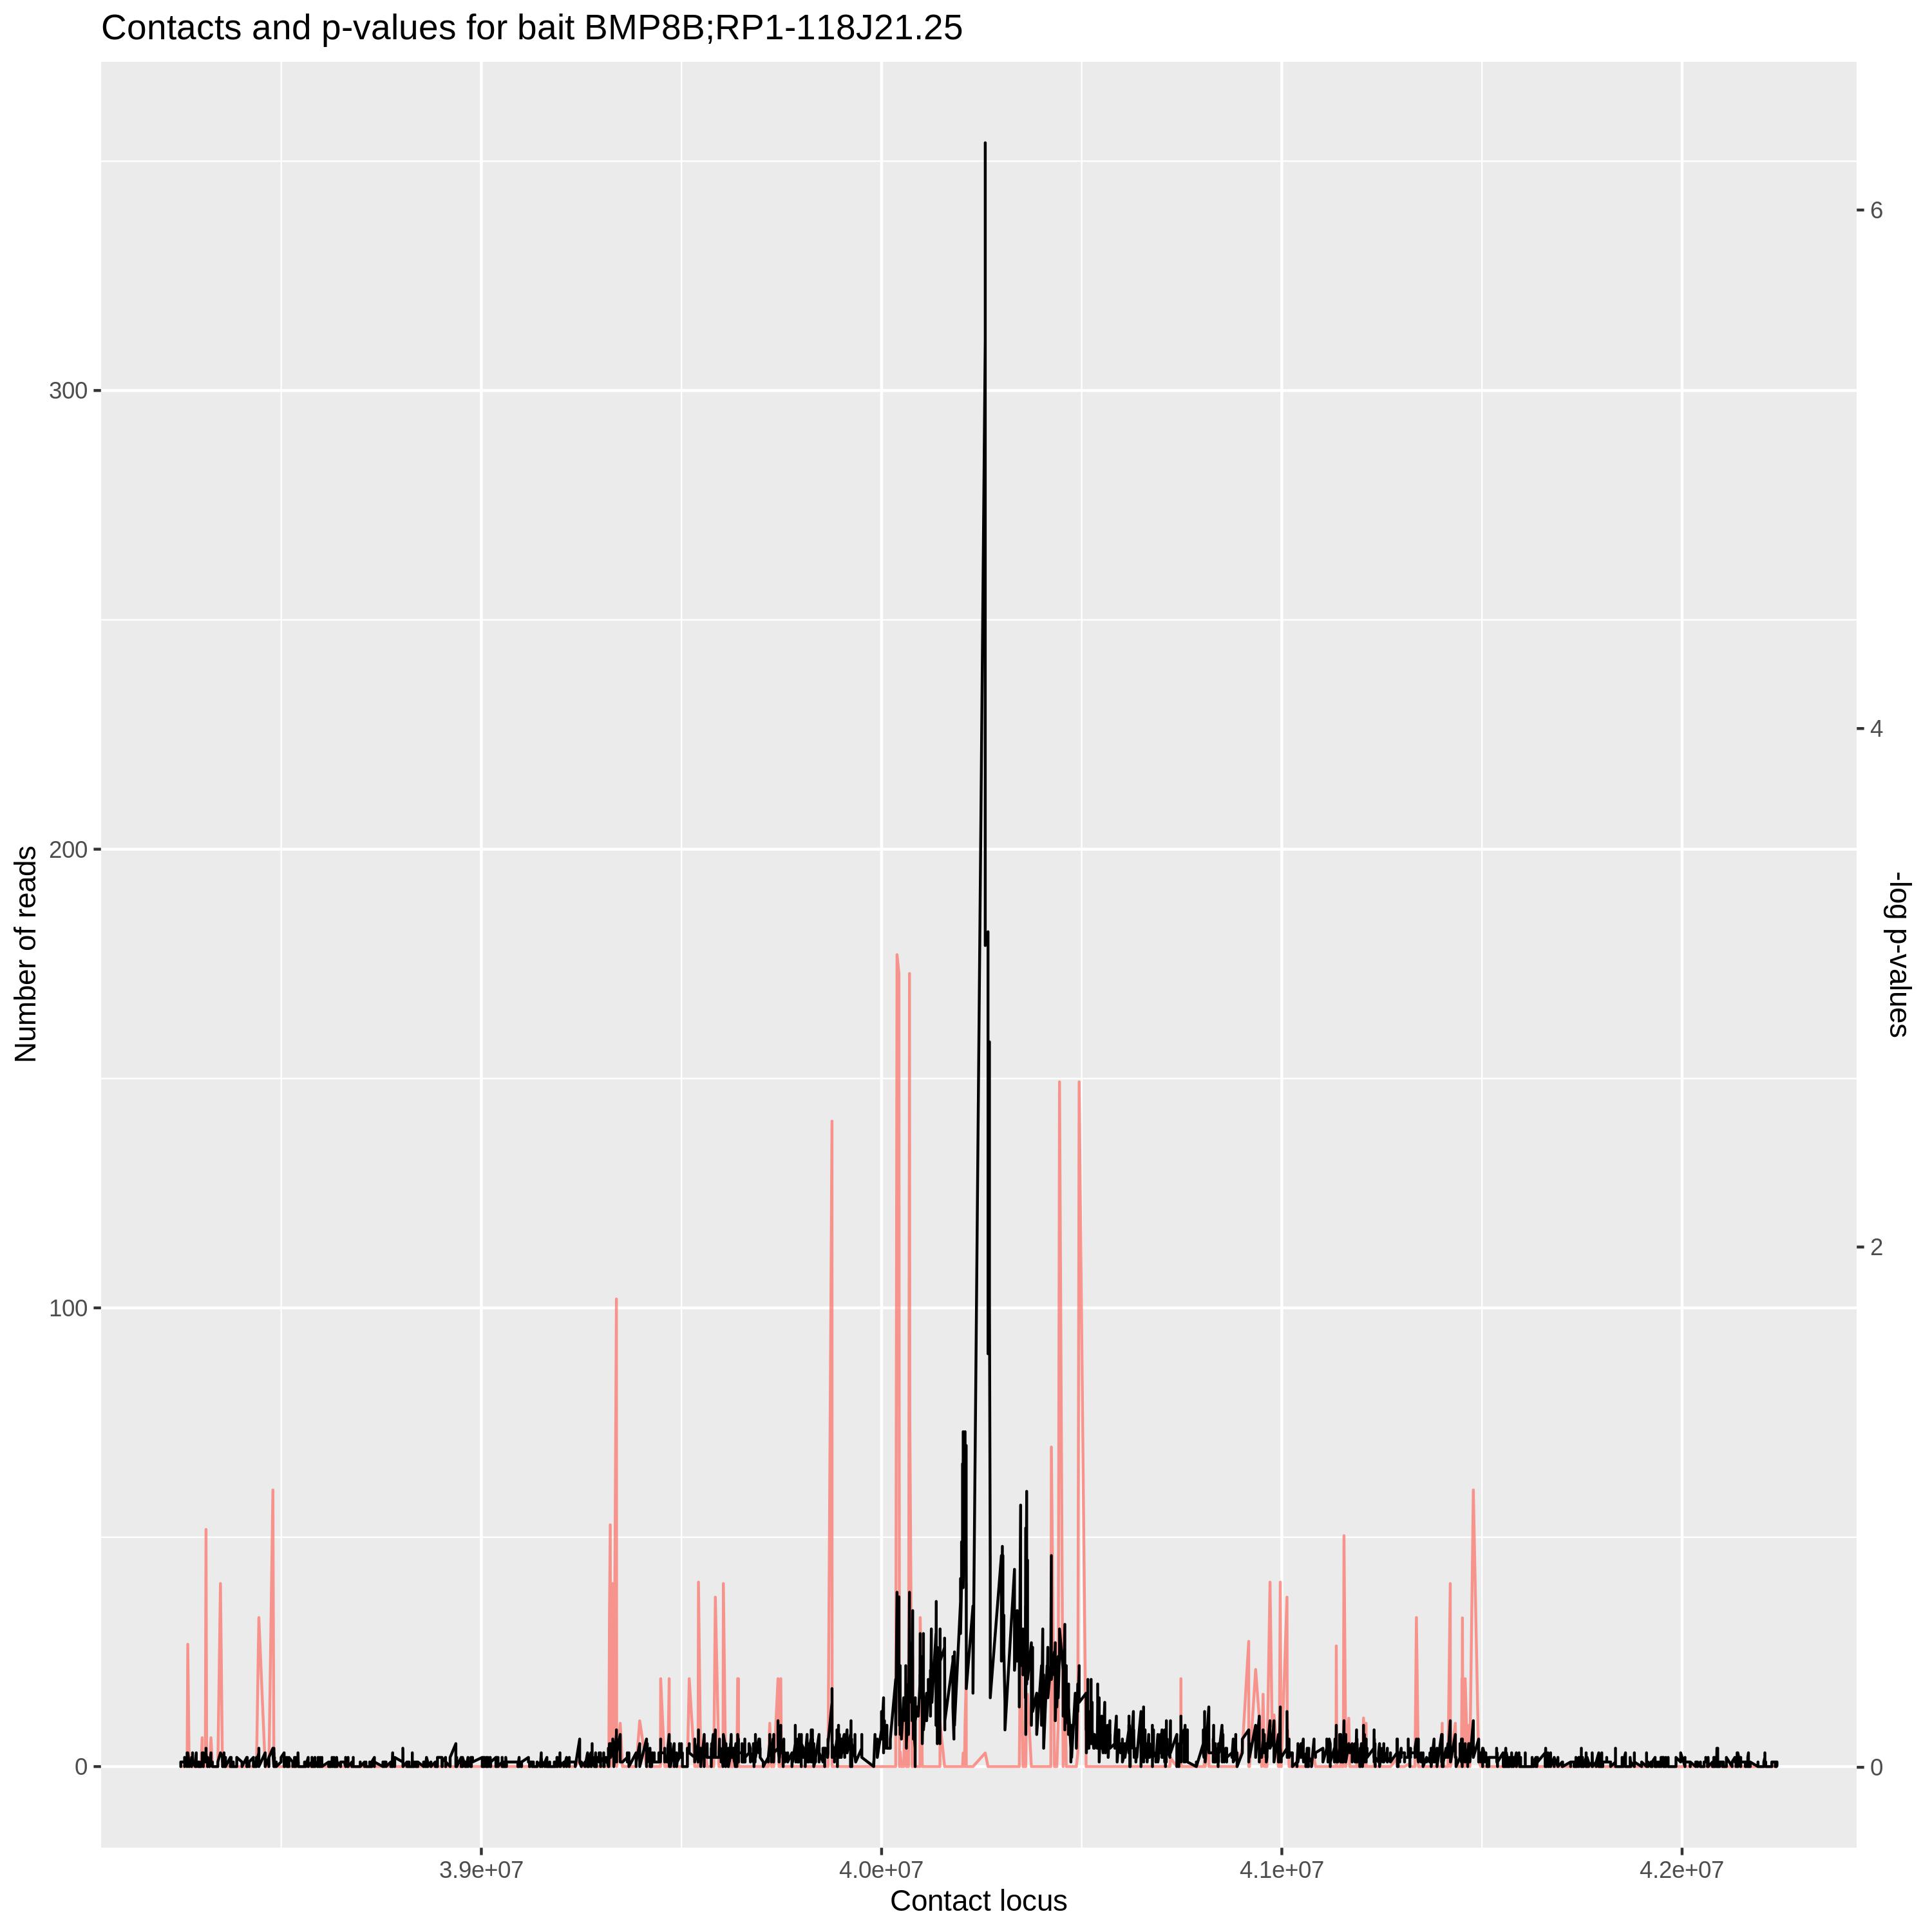 Contacts and p-values for bait BMP8B;RP1-118J21.25
Number of reads
300
200
100
0
6
4
2
0
-log p-values
3.9e+07
4.0e+07
4.1e+07
4.2e+07
Contact locus